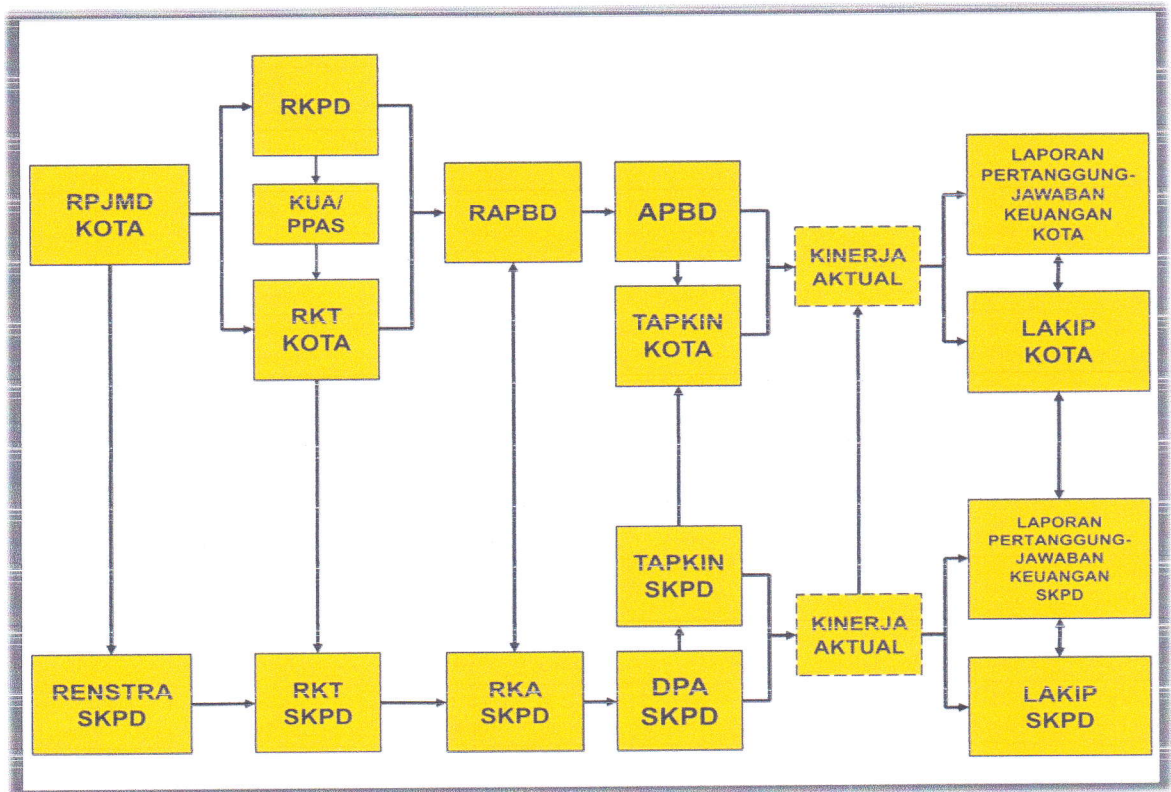 RKPD
RPJMD
KOTA
KUA/
PPAS
RKT
KOTA
RAPBD
APBD
TAPKIN
KOTA
KINERJA
AKTUAL
LAPORAN
PERTANGGUNG-
JAWABAN
KEUANGAN
KOTA
LAKIP
KOTA
RENSTRA
SKPD
RKT
SKPD
RKA
SKPD
TAPKIN
SKPD
DPA
SKPD
KINERJA
AKTUAL
LAPORAN
PERTANGGUNG-
JAWABAN
KEUANGAN
SKPD
LAKIP
SKPD